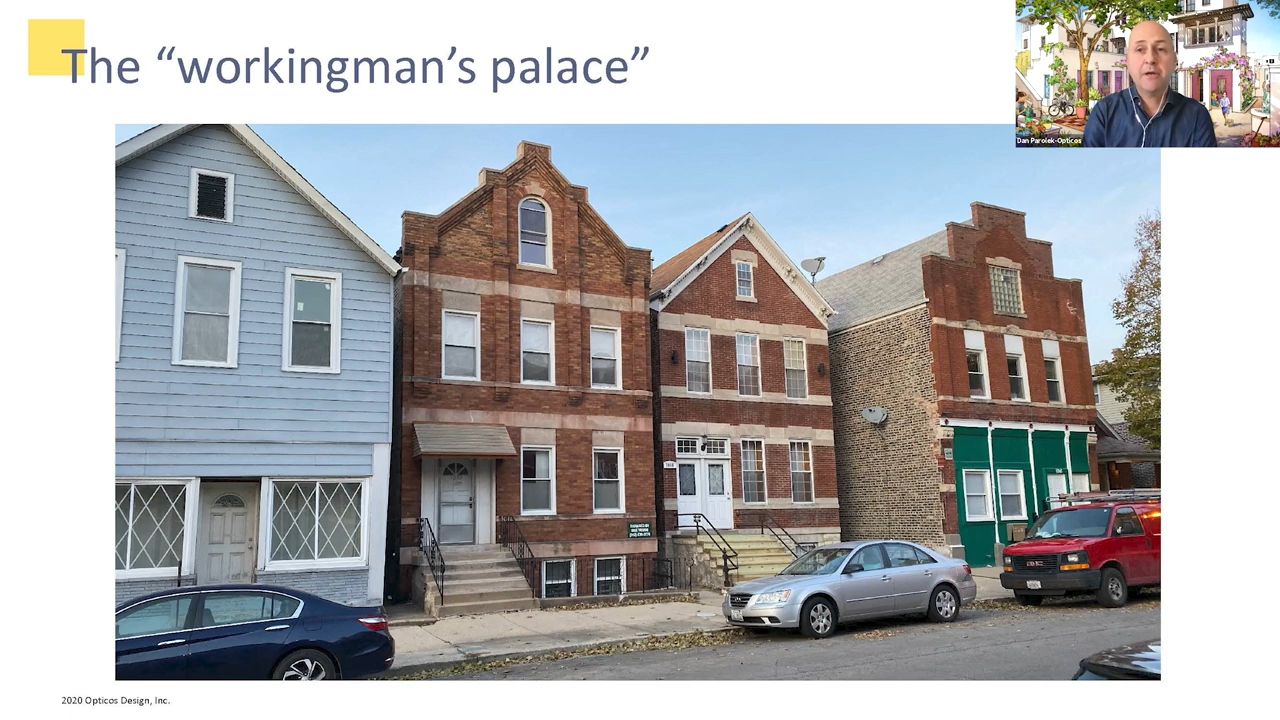 The “workingman’s palace”
Dan Parolek-Opticos
2020 Opticos Design, Inc.